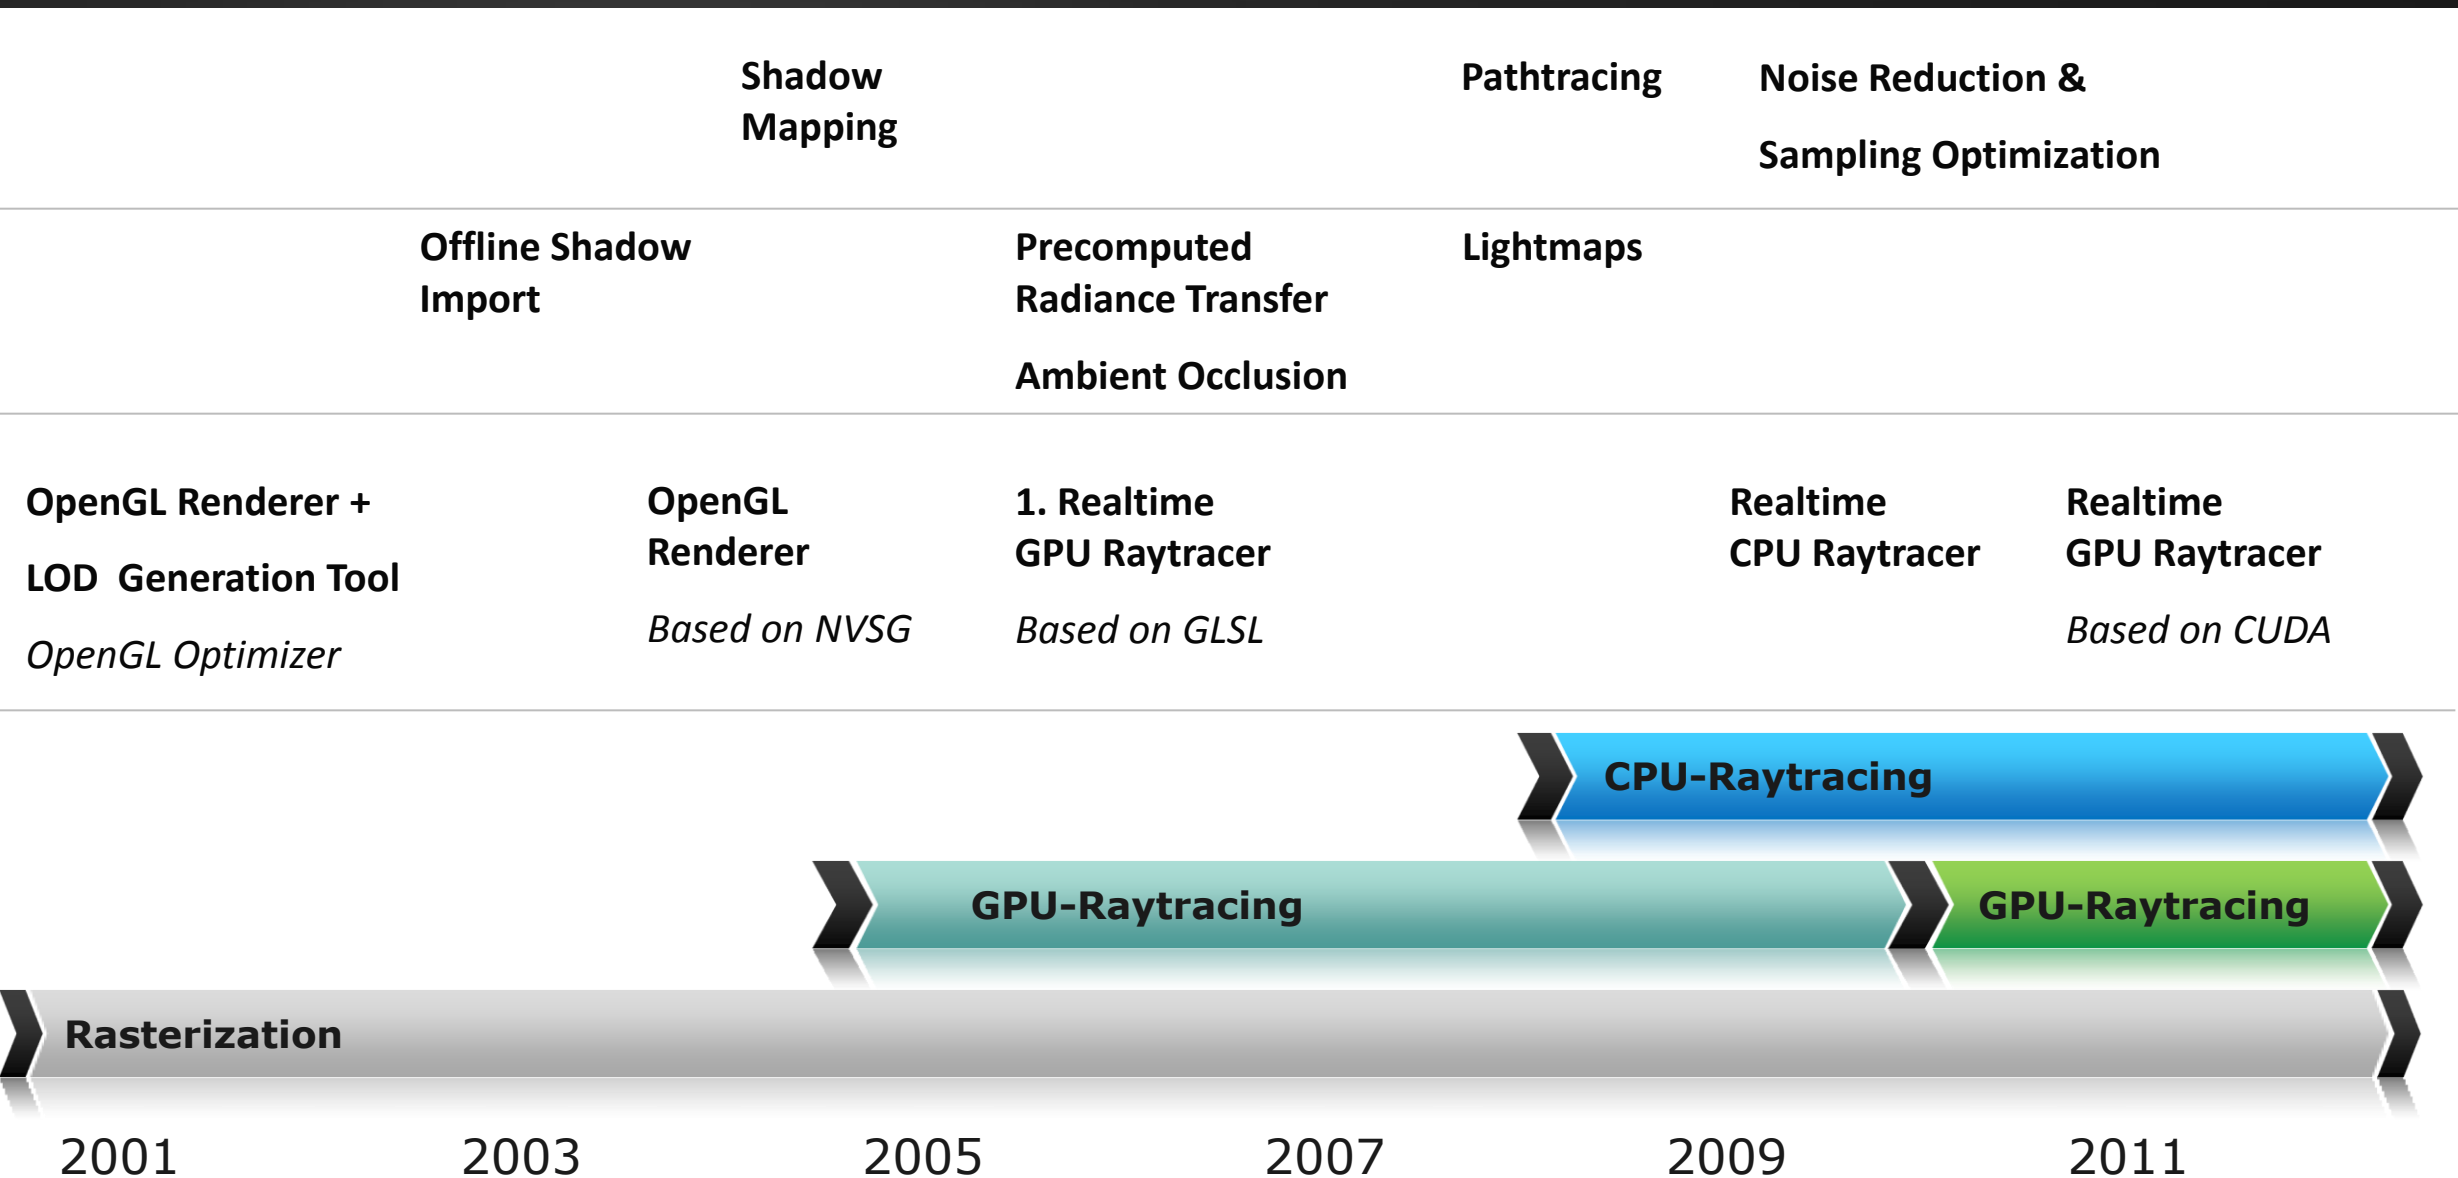 Shadow
Mapping
Pathtracing
Noise Reduction &
Sampling Optimization
Offline Shadow
Import
Precomputed
Radiance Transfer
Ambient Occlusion
Lightmaps
OpenGL Renderer +
LOD Generation Tool
OpenGL Optimizer
OpenGL
Renderer
Based on NVSG
1. Realtime
GPU Raytracer
Based on GLSL
Realtime
CPU Raytracer
Realtime
GPU Raytracer
Based on CUDA
CPU-Raytracing
GPU-Raytracing
GPU-Raytracing
Rasterization
2001
2003
2005
2007
2009
2011